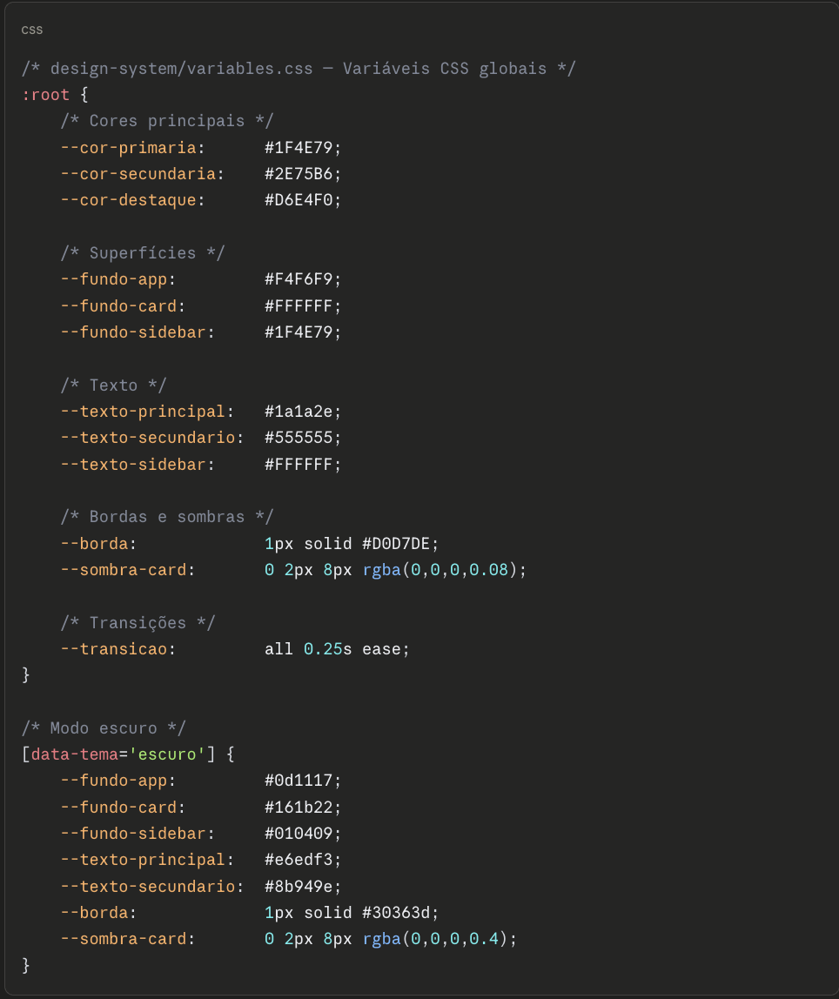 css
/* design-system/variables.css — Variáveis CSS globais */
:root {
    /* Cores principais */
    --cor-primaria:      #1F4E79;
    --cor-secundaria:    #2E75B6;
    --cor-destaque:      #D6E4F0;

    /* Superfícies */
    --fundo-app:         #F4F6F9;
    --fundo-card:        #FFFFFF;
    --fundo-sidebar:     #1F4E79;

    /* Texto */
    --texto-principal:   #1a1a2e;
    --texto-secundario:  #555555;
    --texto-sidebar:     #FFFFFF;

    /* Bordas e sombras */
    --borda:             1px solid #D0D7DE;
    --sombra-card:       0 2px 8px rgba(0,0,0,0.08);

    /* Transições */
    --transicao:         all 0.25s ease;
}

/* Modo escuro */
[data-tema='escuro'] {
    --fundo-app:         #0d1117;
    --fundo-card:        #161b22;
    --fundo-sidebar:     #010409;
    --texto-principal:   #e6edf3;
    --texto-secundario:  #8b949e;
    --borda:             1px solid #30363d;
    --sombra-card:       0 2px 8px rgba(0,0,0,0.4);
}